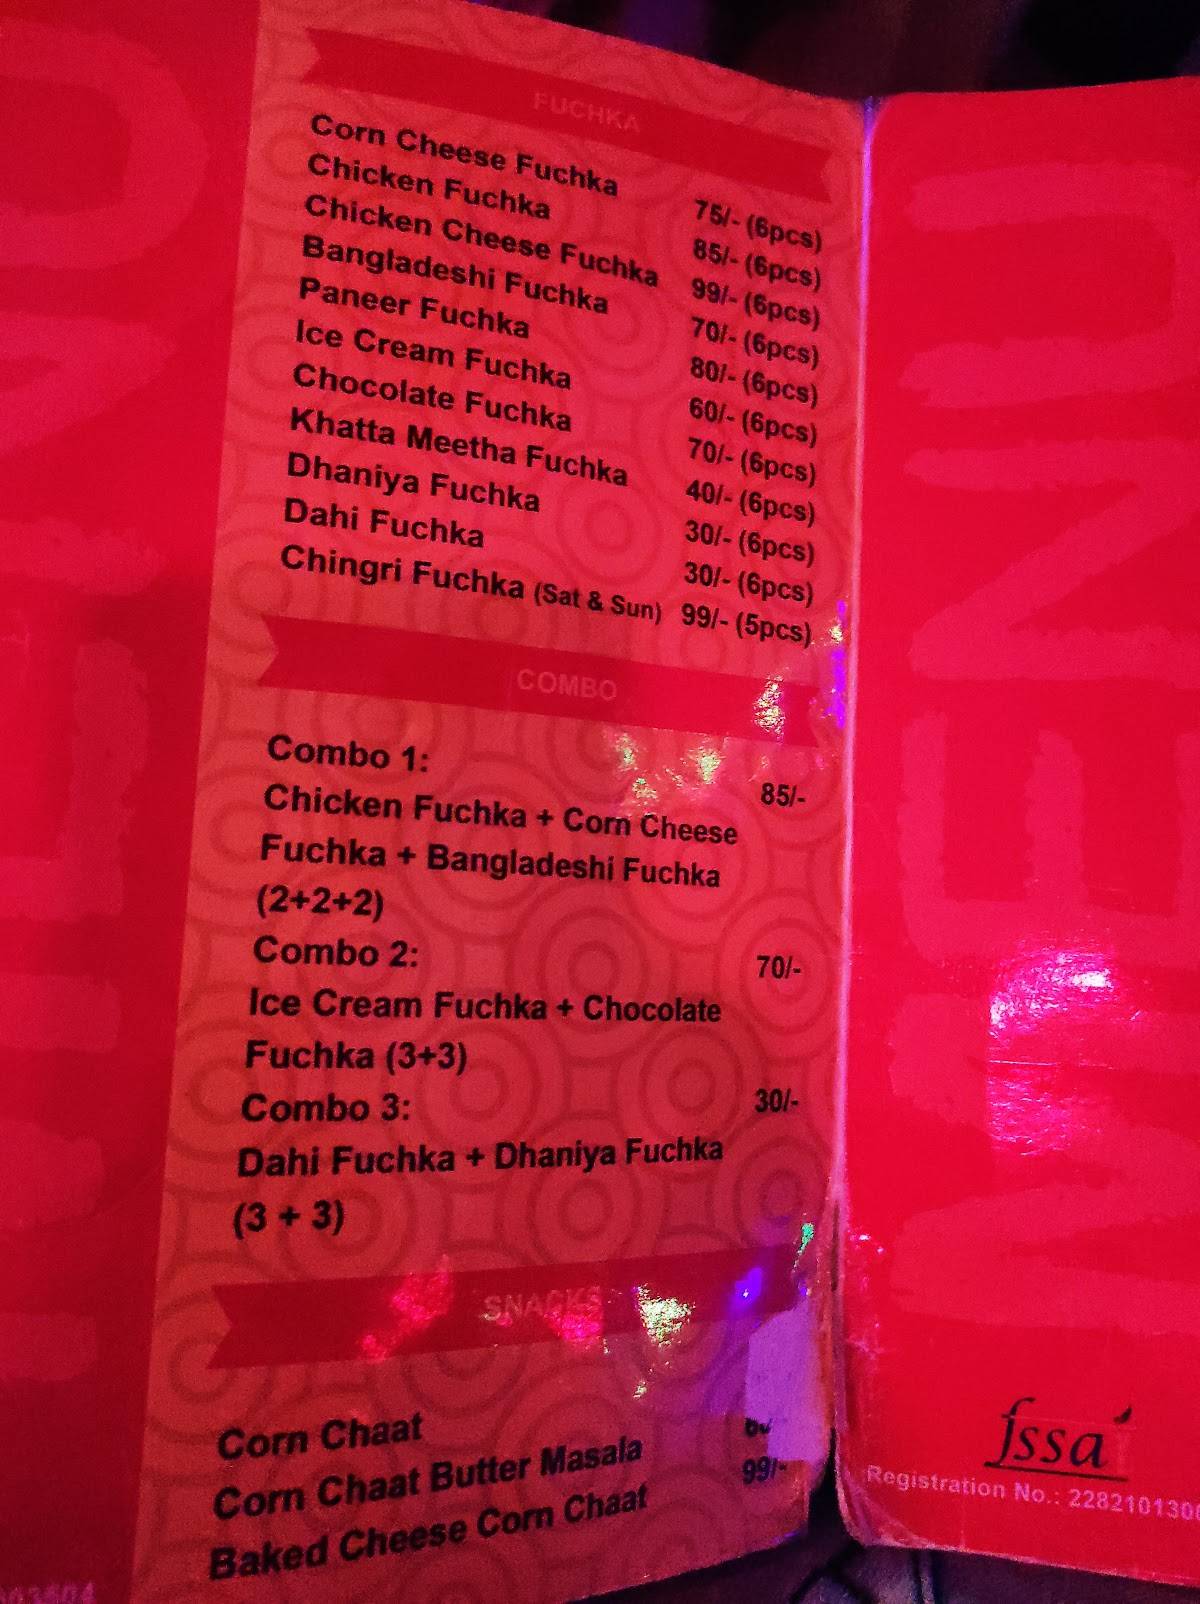 FUCHKA
Corn Cheese Fuchka 75/- (6pcs)
Chicken Fuchka 85/- (6pcs)
Chicken Cheese Fuchka 99/- (6pcs)
Bangladeshi Fuchka 70/- (6pcs)
Paneer Fuchka 80/- (6pcs)
Ice Cream Fuchka 60/- (6pcs)
Chocolate Fuchka 70/- (6pcs)
Khatta Meetha Fuchka 40/- (6pcs)
Dhaniya Fuchka 30/- (6pcs)
Dahi Fuchka 30/- (6pcs)
Chingri Fuchka (Sat & Sun) 99/- (5pcs)
COMBO
Combo 1: 85/-
Chicken Fuchka + Corn Cheese
Fuchka + Bangladeshi Fuchka
(2+2+2)
Combo 2: 70/-
Ice Cream Fuchka + Chocolate
Fuchka (3+3)
Combo 3: 30/-
Dahi Fuchka + Dhaniya Fuchka
(3 + 3)
SNACKS
Corn Chaat
Corn Chaat Butter Masala
Baked Cheese Corn Chaat 99/-
MENU
fssai
Registration No.: 2282101300